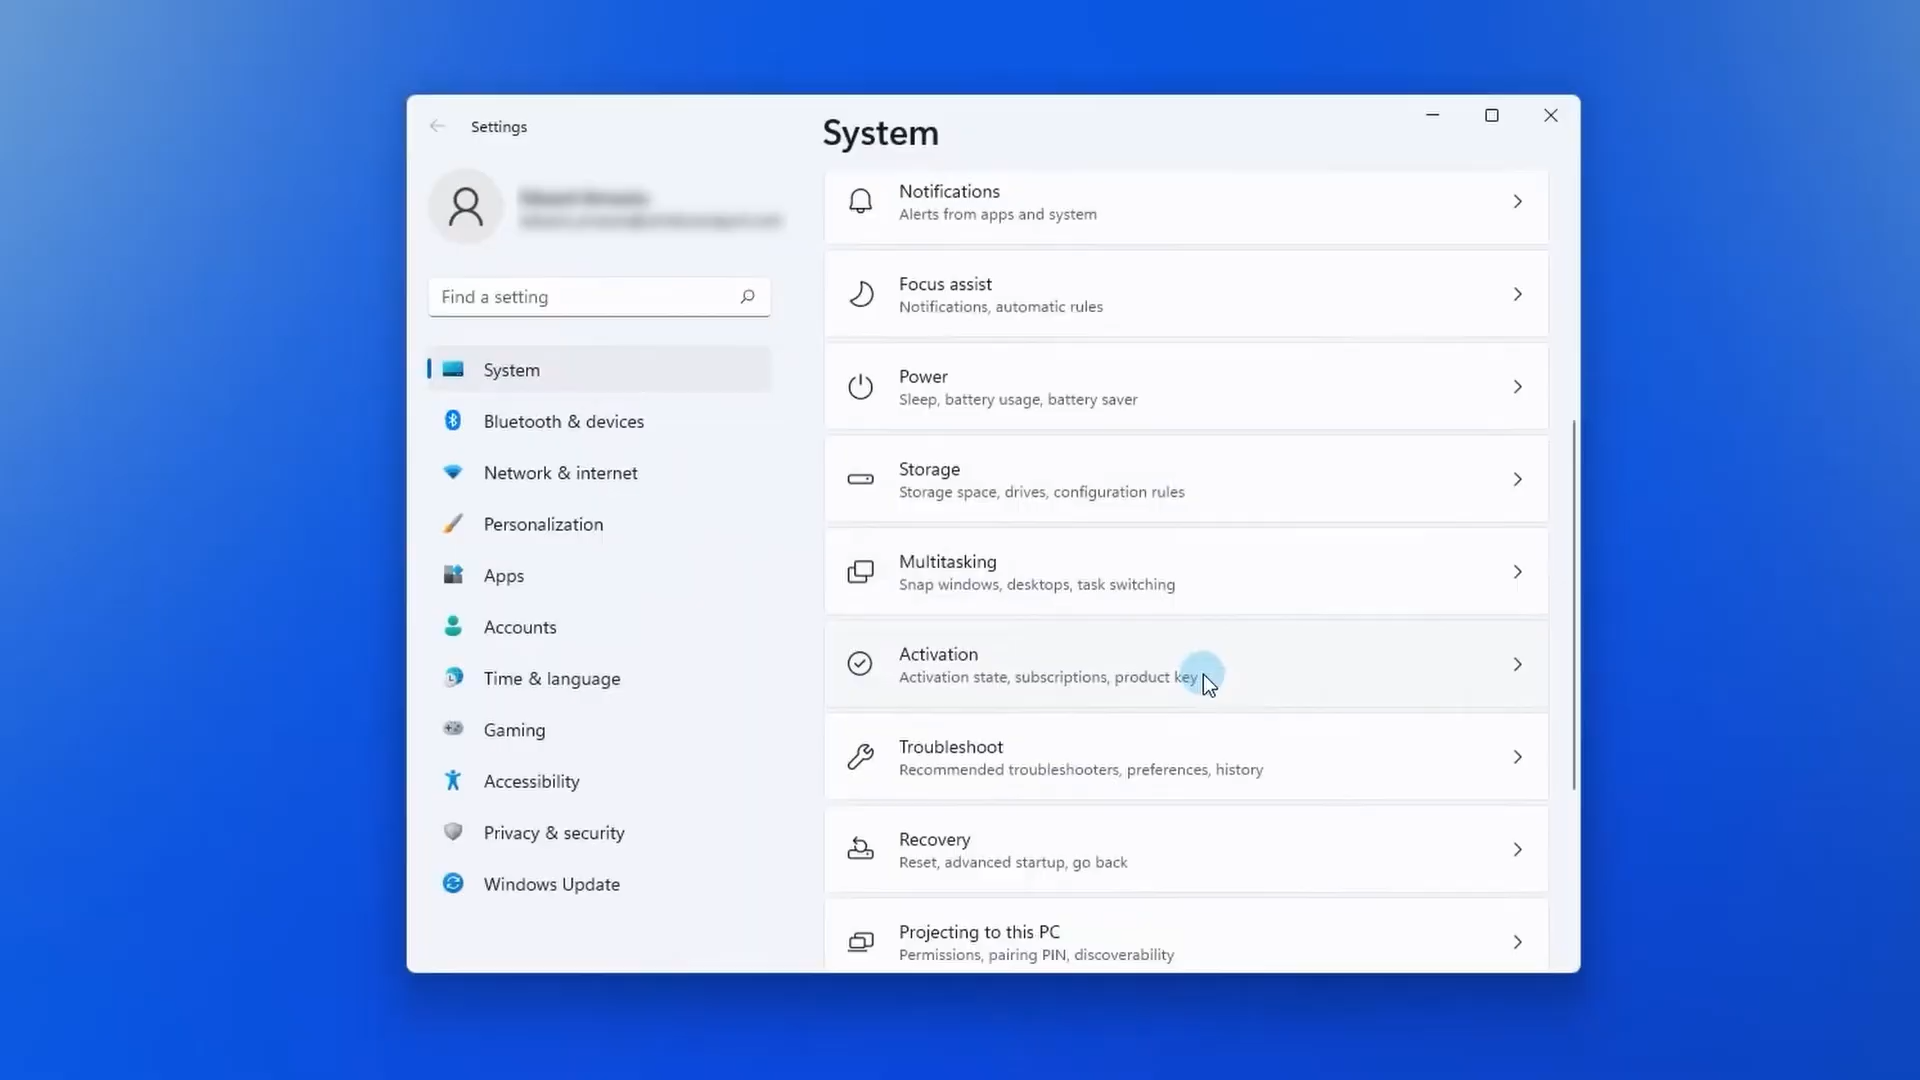 Settings
System
Find a setting
System
Bluetooth & devices
Network & internet
Personalization
Apps
Accounts
Time & language
Gaming
Accessibility
Privacy & security
Windows Update
Notifications
Alerts from apps and system
Focus assist
Notifications, automatic rules
Power
Sleep, battery usage, battery saver
Storage
Storage space, drives, configuration rules
Multitasking
Snap windows, desktops, task switching
Activation
Activation state, subscriptions, product key
Troubleshoot
Recommended troubleshooters, preferences, history
Recovery
Reset, advanced startup, go back
Projecting to this PC
Permissions, pairing PIN, discoverability